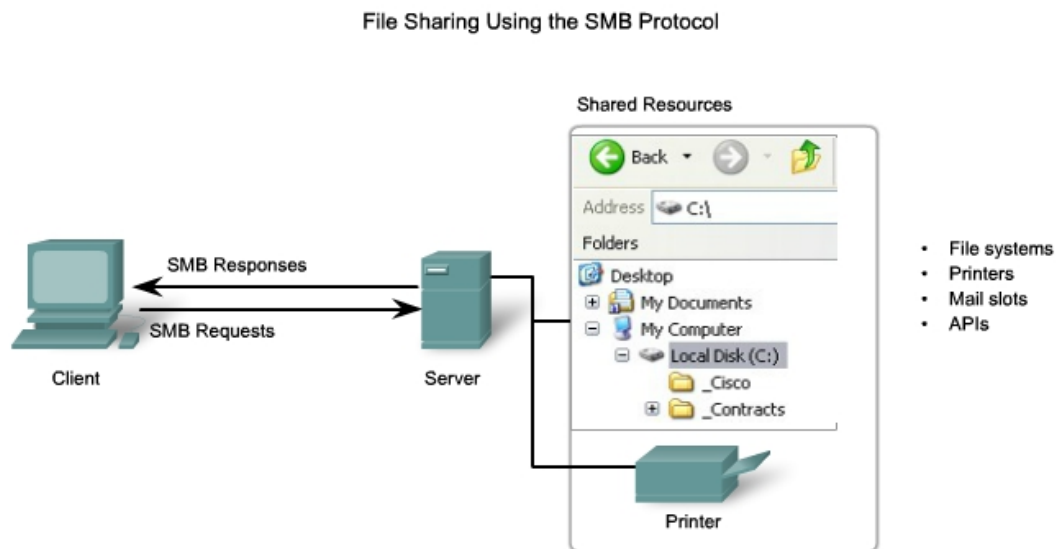 File Sharing Using the SMB Protocol
Shared Resources
Back
Address C:\
Folders
Desktop
My Documents
My Computer
Local Disk (C:)
_Cisco
_Contracts
Printer
SMB Responses
SMB Requests
Client
Server
• File systems
• Printers
• Mail slots
• APIs